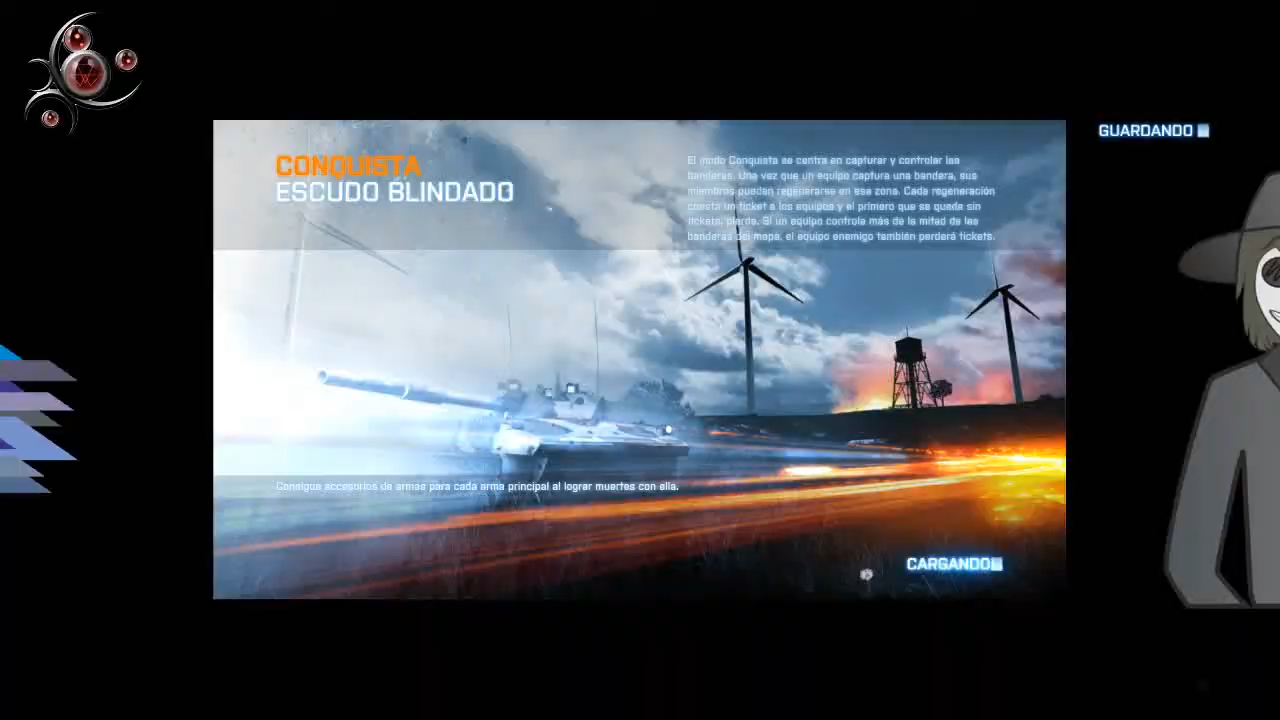 GUARDANDO
CONQUISTA
ESCUDO BLINDADO
El modo Conquista se centra en capturar y controlar las
banderas. Una vez que un equipo captura una bandera, sus
miembros pueden regenerarse en esa zona. Cada regeneración
cuesta un ticket a los equipos y el primero que se quede sin
tickets, pierde. Si un equipo controla más de la mitad de las
banderas del mapa, el equipo enemigo también perderá tickets.
Consigue accesorios de armas para cada arma principal al lograr muertes con ella.
CARGANDO